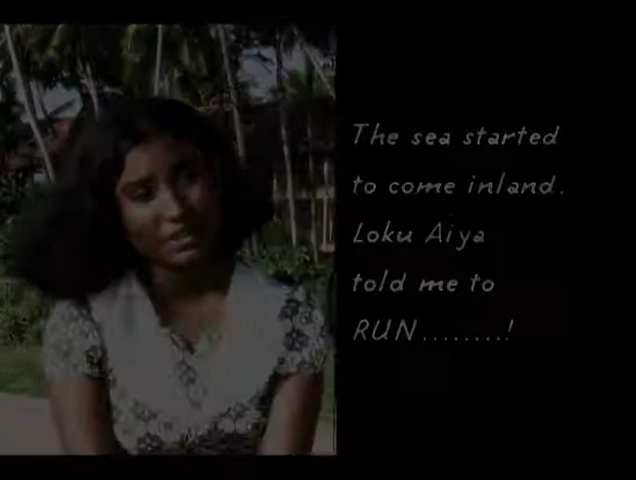 The sea started
to come inland.
Loku Aiya
told me to
RUN........!